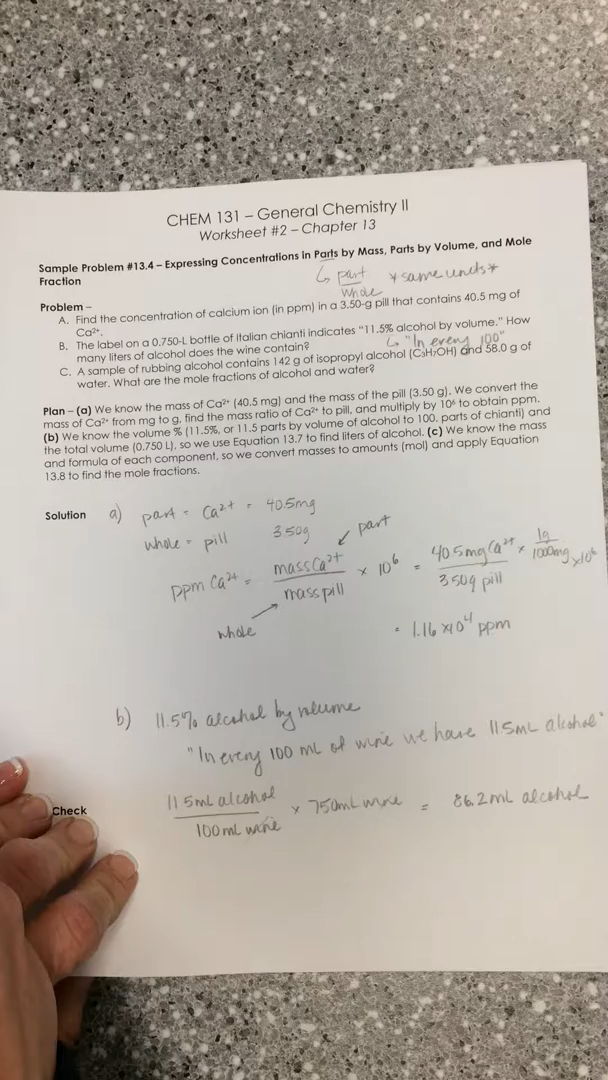 CHEM 131 – General Chemistry II
Worksheet #2 – Chapter 13
Sample Problem #13.4 – Expressing Concentrations in Parts by Mass, Parts by Volume, and Mole
Fraction
↳ part * same units *
whole
Problem –
A. Find the concentration of calcium ion (in ppm) in a 3.50-g pill that contains 40.5 mg of
Ca²⁺.
B. The label on a 0.750-L bottle of Italian chianti indicates “11.5% alcohol by volume.” How
many liters of alcohol does the wine contain?
↳ "In every 100"
C. A sample of rubbing alcohol contains 142 g of isopropyl alcohol (C₃H₇OH) and 58.0 g of
water. What are the mole fractions of alcohol and water?
Plan – (a) We know the mass of Ca²⁺ (40.5 mg) and the mass of the pill (3.50 g). We convert the
mass of Ca²⁺ from mg to g, find the mass ratio of Ca²⁺ to pill, and multiply by 10⁶ to obtain ppm.
(b) We know the volume % (11.5%, or 11.5 parts by volume of alcohol to 100. parts of chianti) and
the total volume (0.750 L), so we use Equation 13.7 to find liters of alcohol. (c) We know the mass
and formula of each component, so we convert masses to amounts (mol) and apply Equation
13.8 to find the mole fractions.
Solution a) part = Ca²⁺ = 40.5mg
whole = pill 3.50g
part
ppm Ca²⁺ = mass Ca²⁺ / mass pill × 10⁶ = 40.5mg Ca²⁺ / 3.50g pill × 1g / 1000mg × 10⁶
whole
= 1.16 × 10⁴ ppm
b) 11.5% alcohol by volume
"In every 100 mL of wine we have 11.5mL alcohol"
Check
11.5mL alcohol / 100mL wine × 750mL wine = 86.2mL alcohol